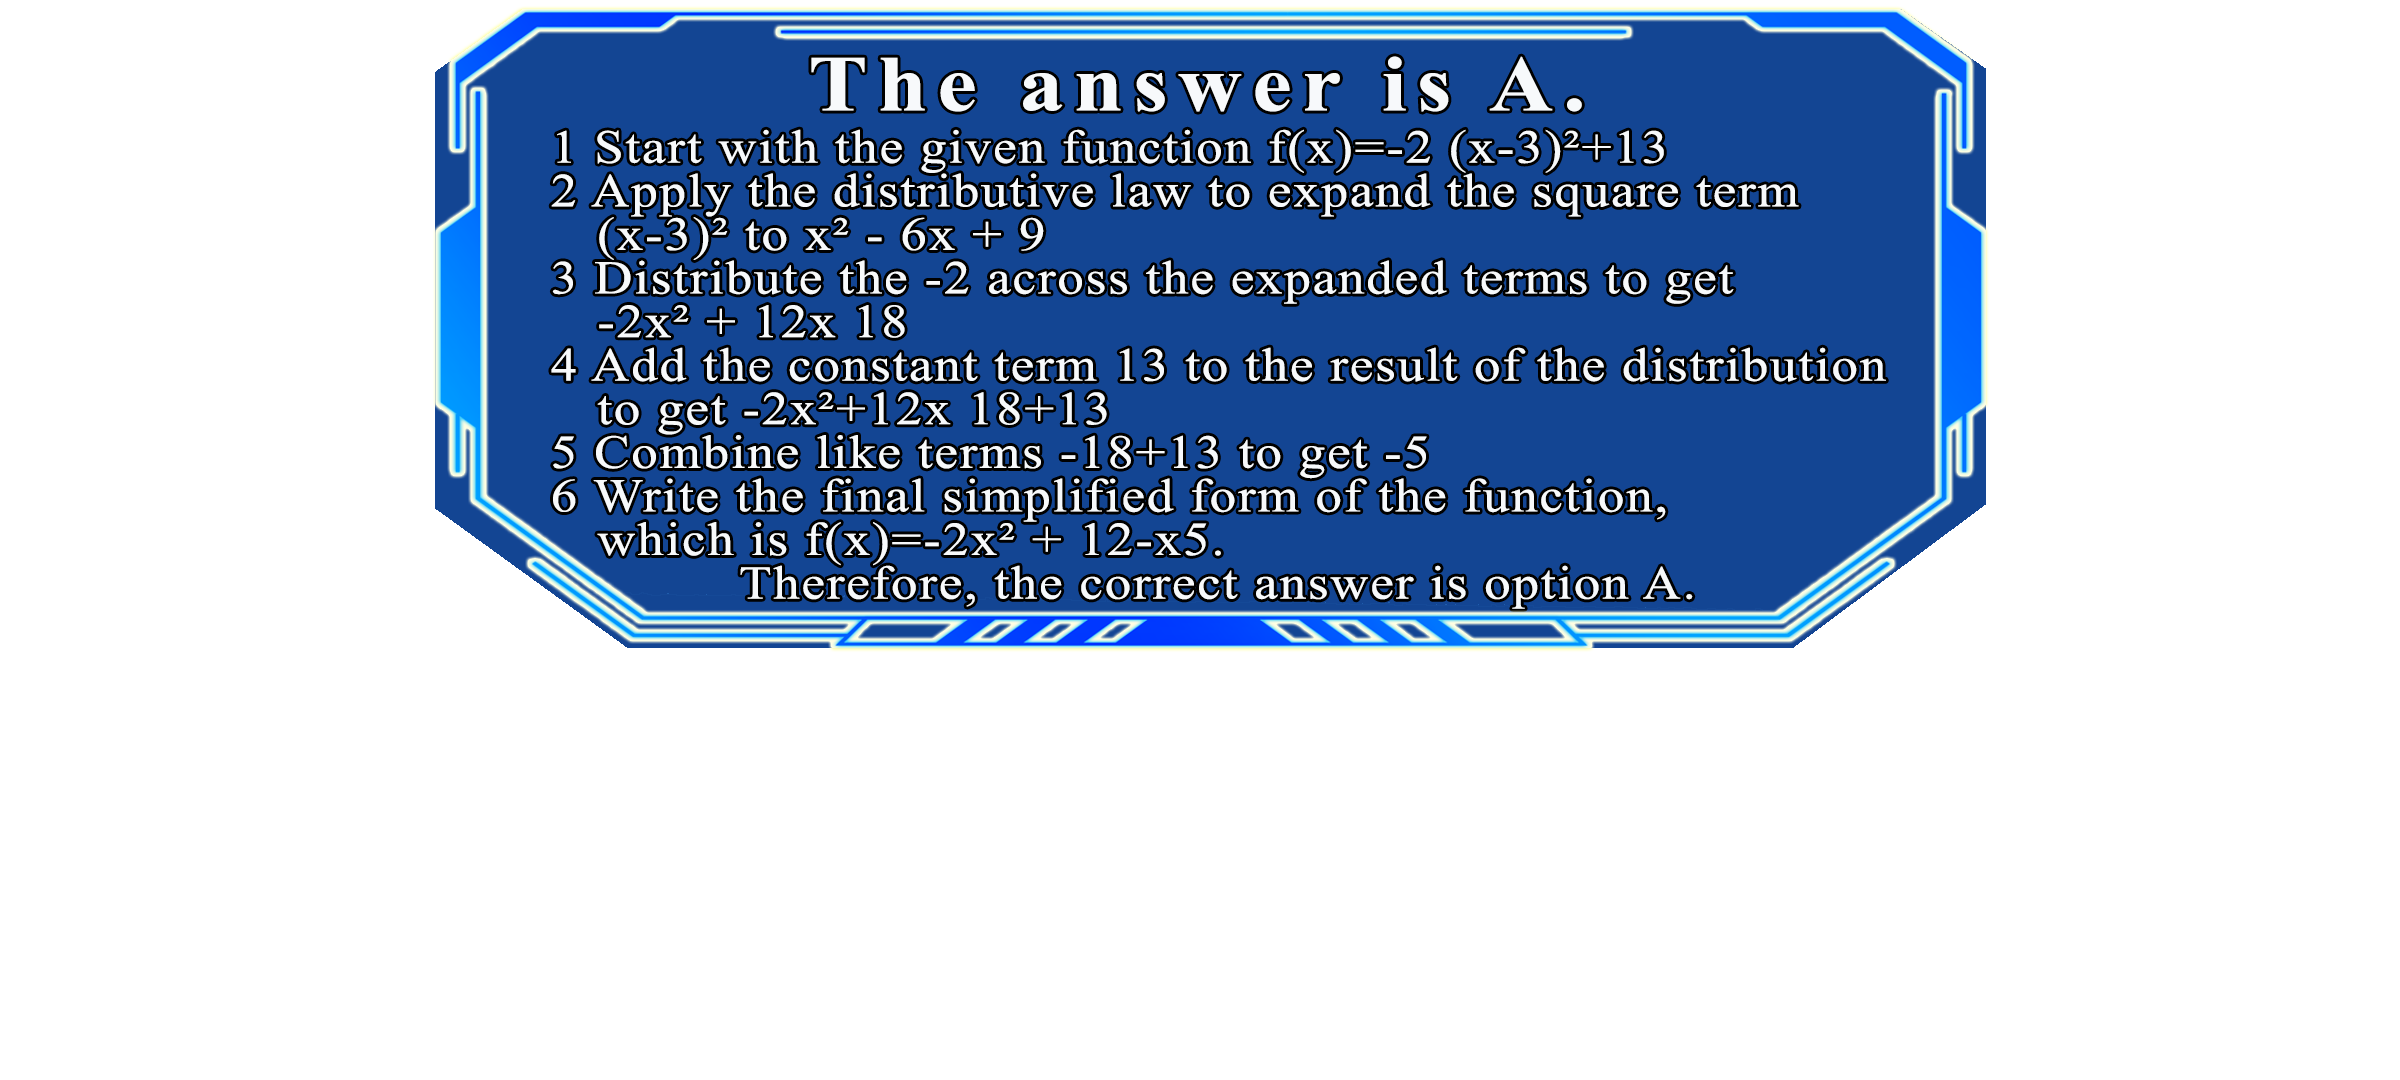 The answer is A.
1 Start with the given function f(x)=-2 (x-3)²+13
2 Apply the distributive law to expand the square term
(x-3)² to x² - 6x + 9
3 Distribute the -2 across the expanded terms to get
-2x² + 12x 18
4 Add the constant term 13 to the result of the distribution
to get -2x²+12x 18+13
5 Combine like terms -18+13 to get -5
6 Write the final simplified form of the function,
which is f(x)=-2x² + 12-x5.
Therefore, the correct answer is option A.